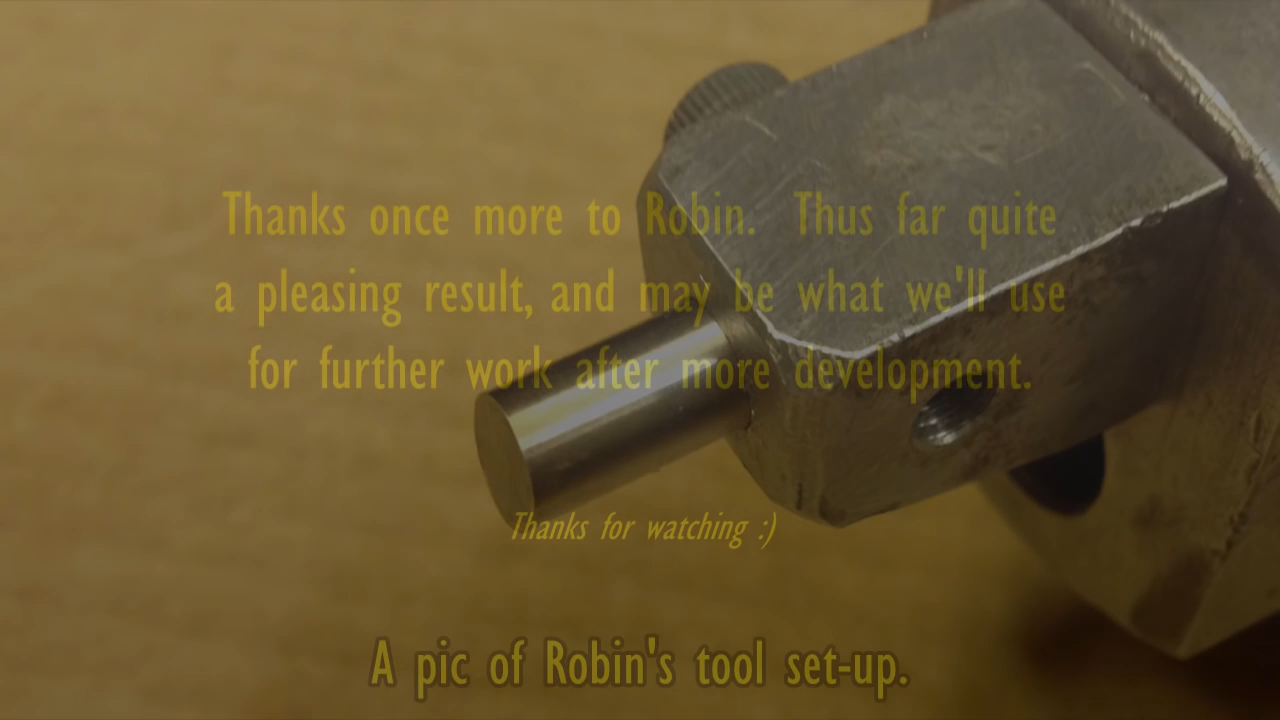 Thanks once more to Robin. Thus far quite
a pleasing result, and may be what we'll use
for further work after more development.
Thanks for watching :)
A pic of Robin's tool set-up.